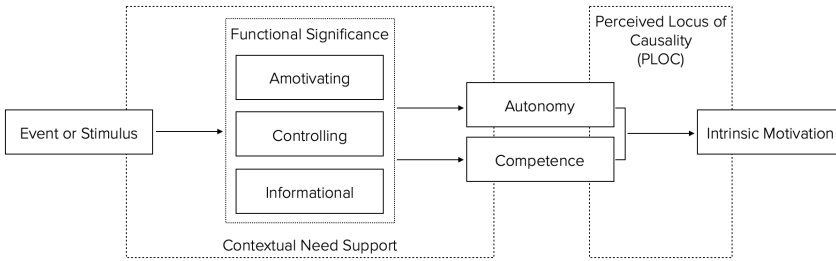 Perceived Locus of
Causality
(PLOC)
Functional Significance
Amotivating
Autonomy
Event or Stimulus
Controlling
Intrinsic Motivation
Competence
Informational
Contextual Need Support